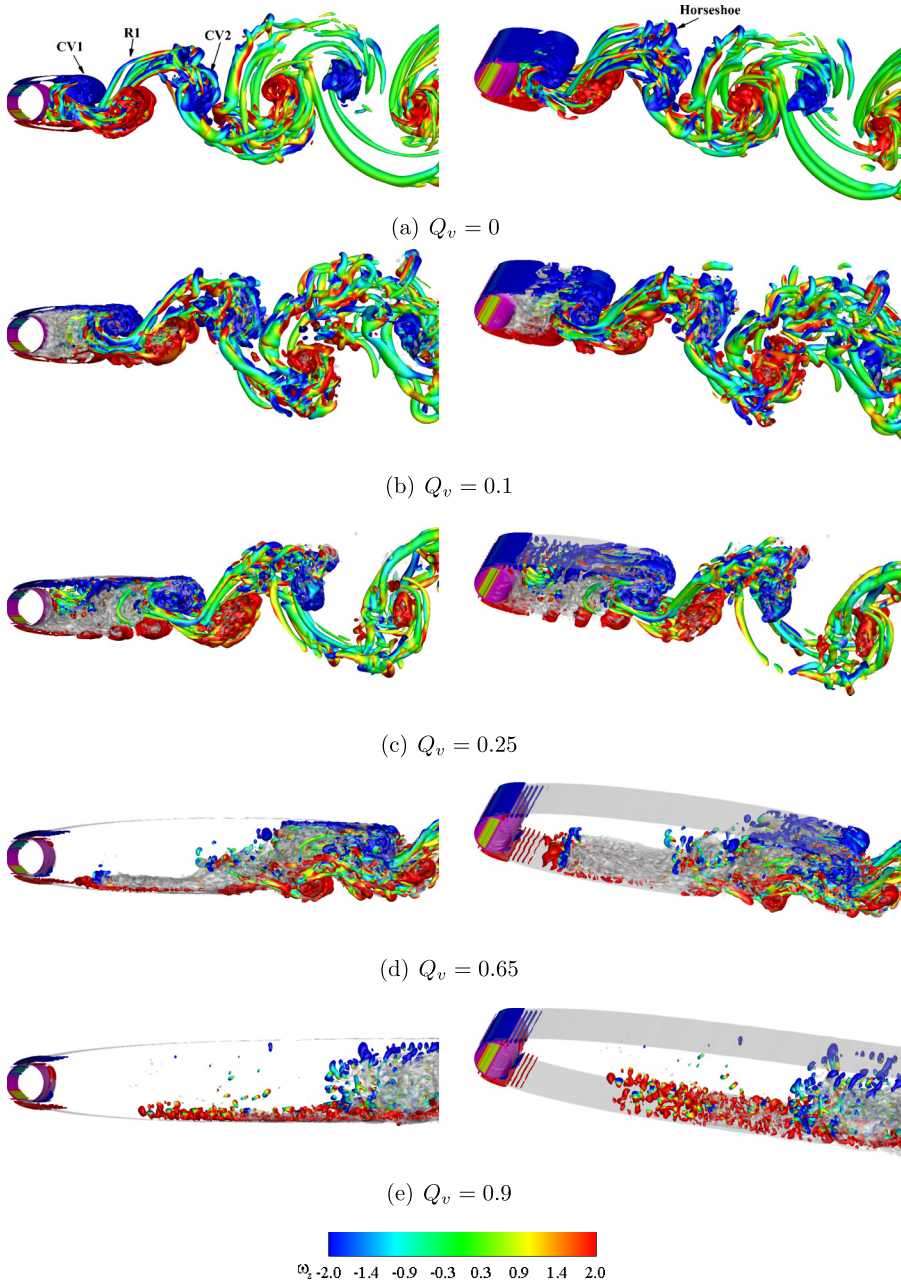 CV1 R1 CV2 Horseshoe
(a) Q_v = 0
(b) Q_v = 0.1
(c) Q_v = 0.25
(d) Q_v = 0.65
(e) Q_v = 0.9
ω_z -2.0 -1.4 -0.9 -0.3 0.3 0.9 1.4 2.0